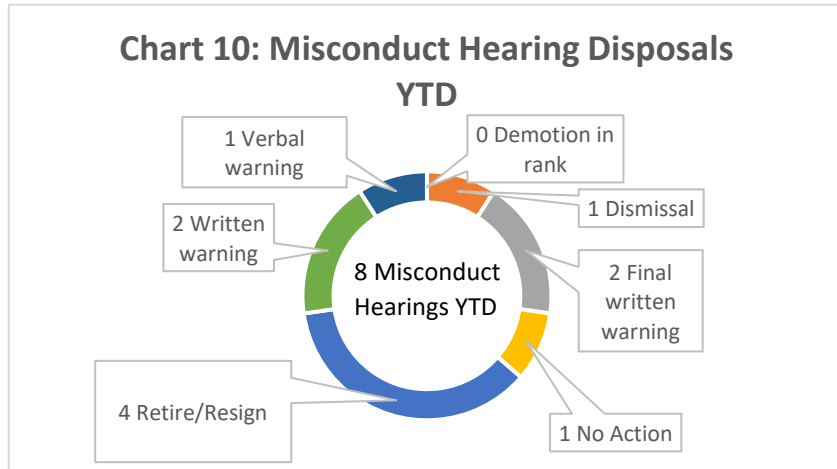 Chart 10: Misconduct Hearing Disposals
YTD
0 Demotion in
rank
1 Dismissal
2 Final
written
warning
1 No Action
4 Retire/Resign
2 Written
warning
1 Verbal
warning
8 Misconduct
Hearings YTD